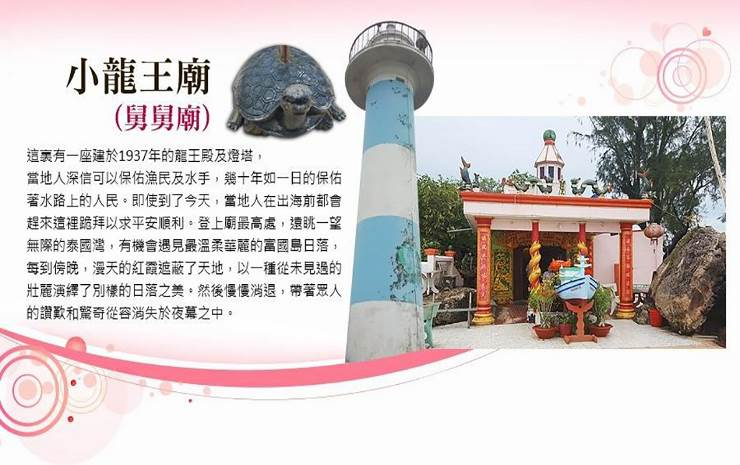 小龍王廟
(舅舅廟)
這裏有一座建於1937年的龍王殿及燈塔，
當地人深信可以保佑漁民及水手，幾十年如一日的保佑
著水路上的人民。即使到了今天，當地人在出海前都會
趕來這裡跪拜以求平安順利。登上廟最高處，遠眺一望
無際的泰國灣，有機會遇見最溫柔華麗的富國島日落，
每到傍晚，漫天的紅霞遮蔽了天地，以一種從未見過的
壯麗演繹了別樣的日落之美。然後慢慢消退，帶著眾人
的讚歎和驚奇從容消失於夜幕之中。